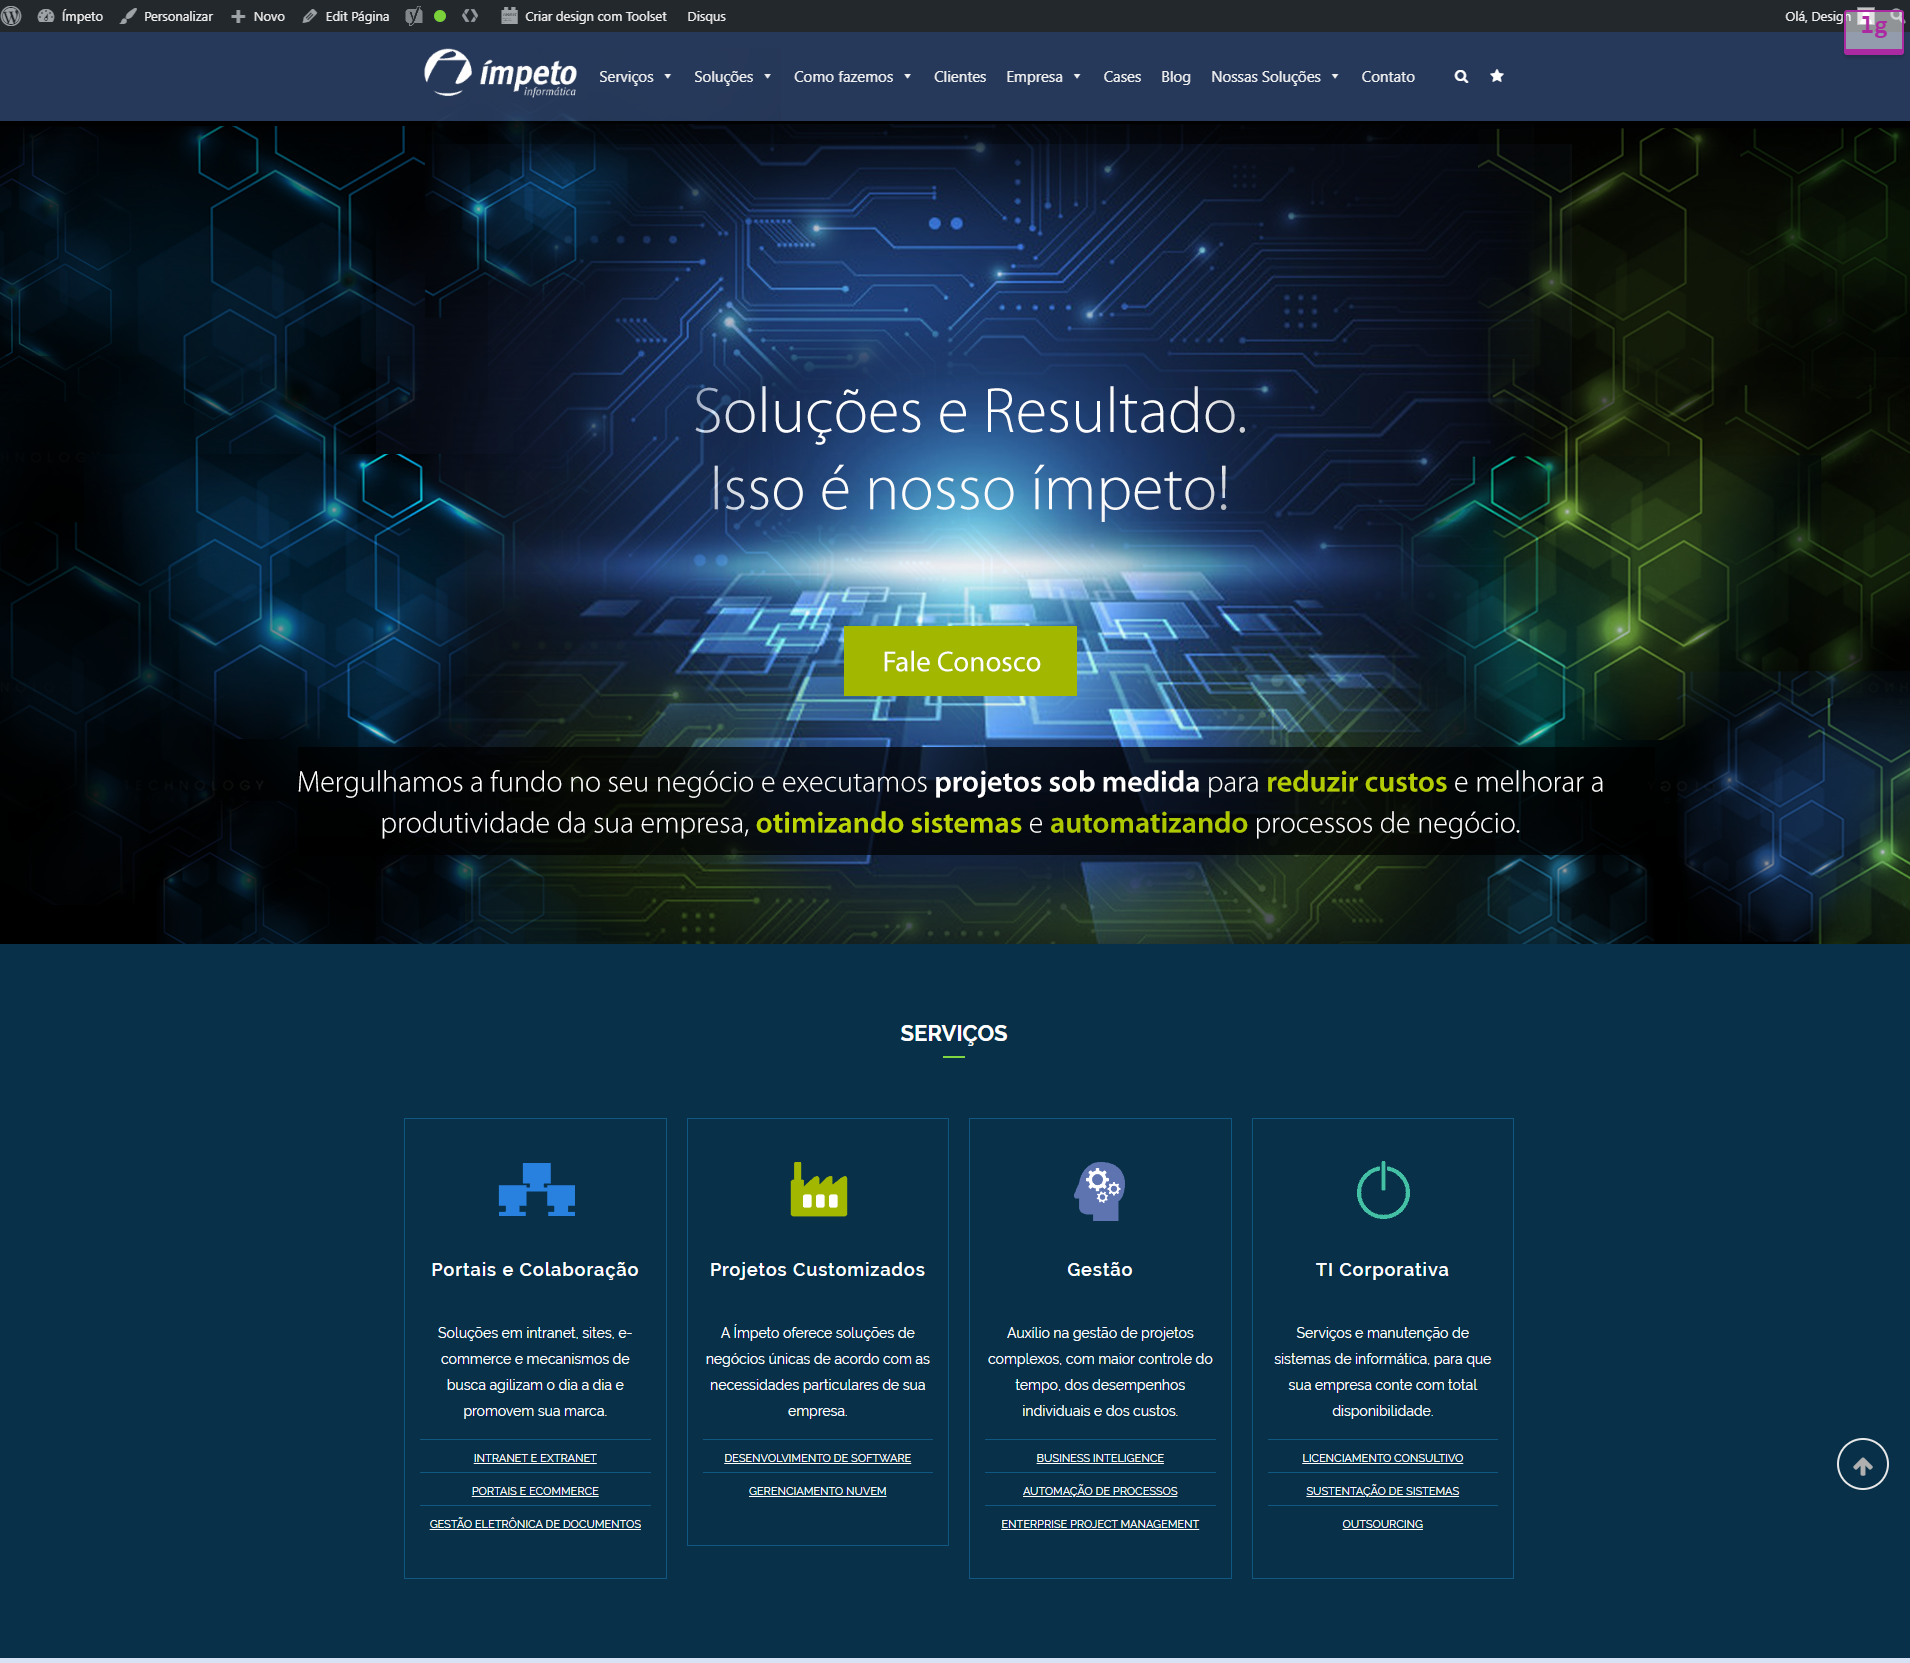 Ímpeto Personalizar Novo Edit Página Criar design com Toolset Disqus Olá, Design
1g
ímpeto
informática
Serviços Soluções Como fazemos Clientes Empresa Cases Blog Nossas Soluções Contato
Soluções e Resultado.
Isso é nosso ímpeto!
Fale Conosco
TECHNOLOGY
Mergulhamos a fundo no seu negócio e executamos projetos sob medida para reduzir custos e melhorar a
produtividade da sua empresa, otimizando sistemas e automatizando processos de negócio.
SERVIÇOS
Portais e Colaboração
Soluções em intranet, sites, e-
commerce e mecanismos de
busca agilizam o dia a dia e
promovem sua marca.
INTRANET E EXTRANET
PORTAIS E ECOMMERCE
GESTÃO ELETRÔNICA DE DOCUMENTOS
Projetos Customizados
A Ímpeto oferece soluções de
negócios únicas de acordo com as
necessidades particulares de sua
empresa.
DESENVOLVIMENTO DE SOFTWARE
GERENCIAMENTO NUVEM
Gestão
Auxílio na gestão de projetos
complexos, com maior controle do
tempo, dos desempenhos
individuais e dos custos.
BUSINESS INTELIGENCE
AUTOMAÇÃO DE PROCESSOS
ENTERPRISE PROJECT MANAGEMENT
TI Corporativa
Serviços e manutenção de
sistemas de informática, para que
sua empresa conte com total
disponibilidade.
LICENCIAMENTO CONSULTIVO
SUSTENTAÇÃO DE SISTEMAS
OUTSOURCING